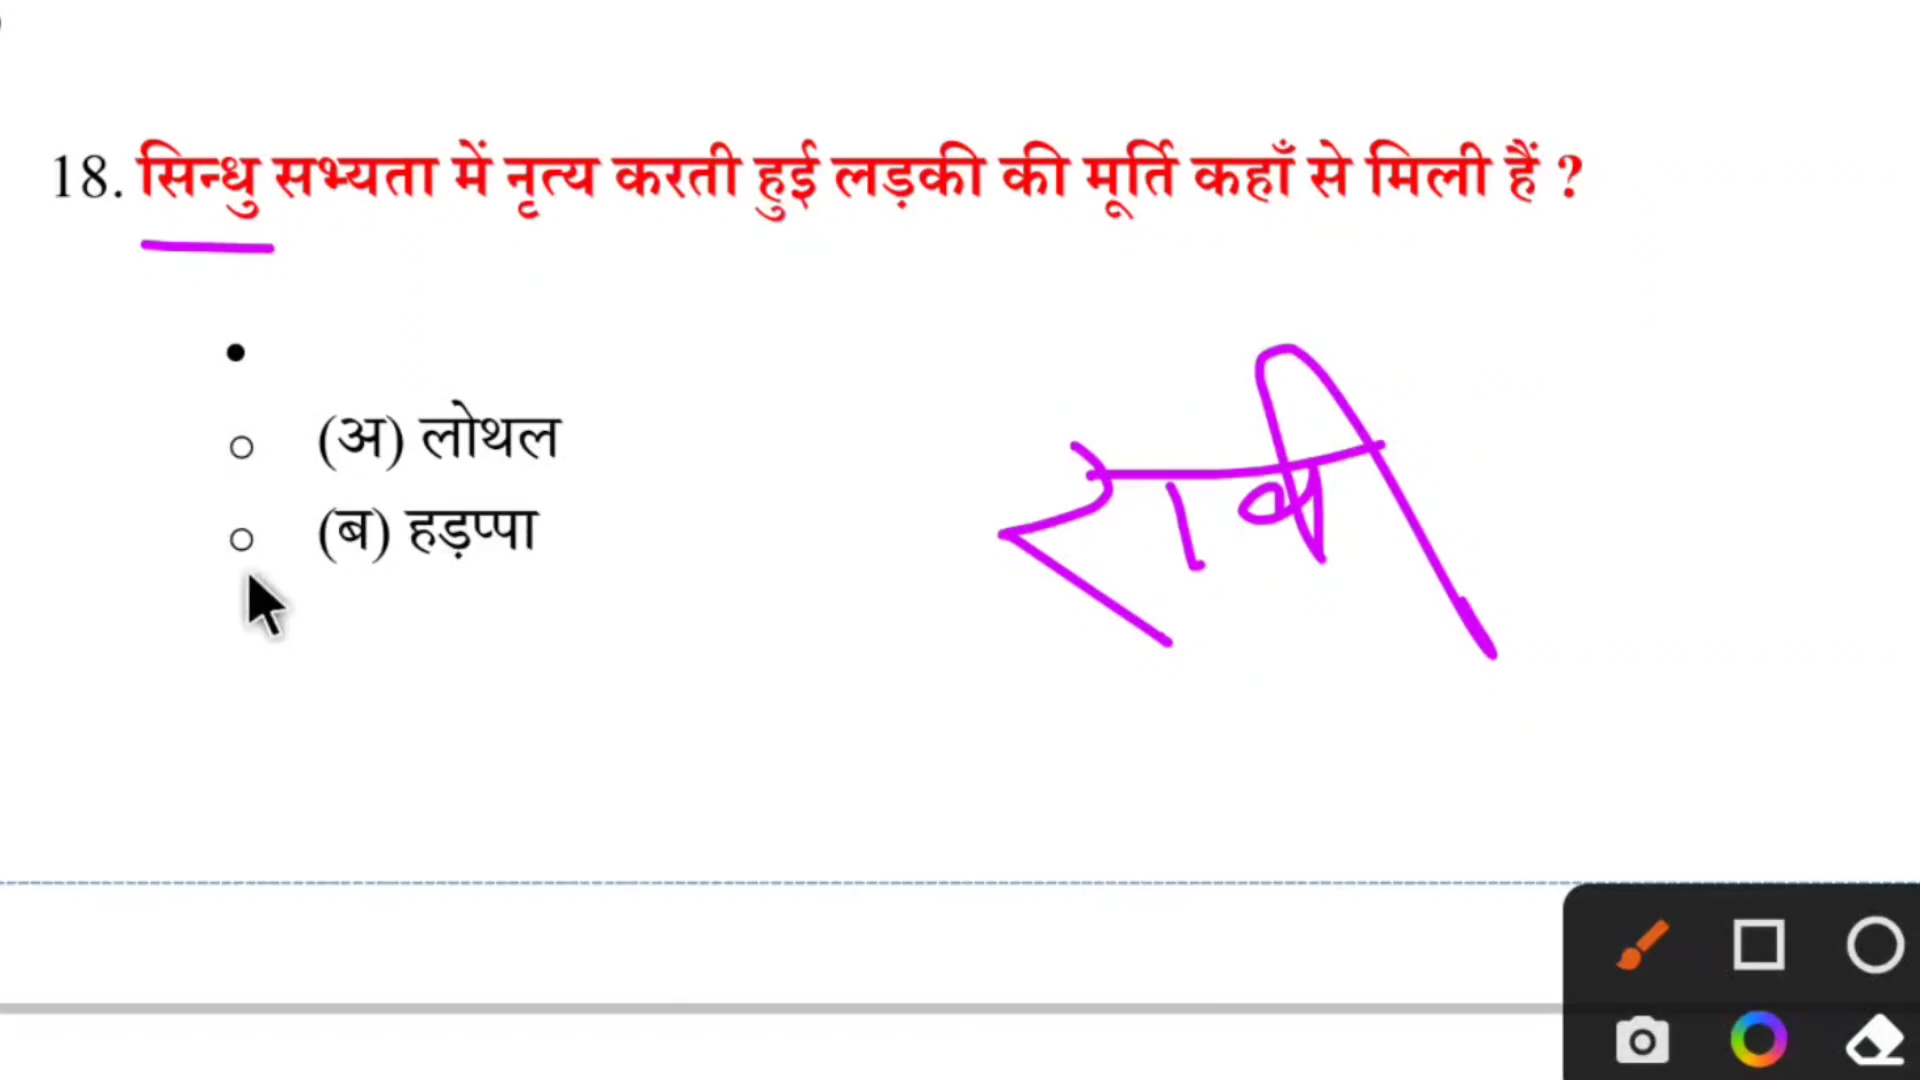 18. सिन्धु सभ्यता में नृत्य करती हुई लड़की की मूर्ति कहाँ से मिली हैं ?
(अ) लोथल
(ब) हड़प्पा
रावी